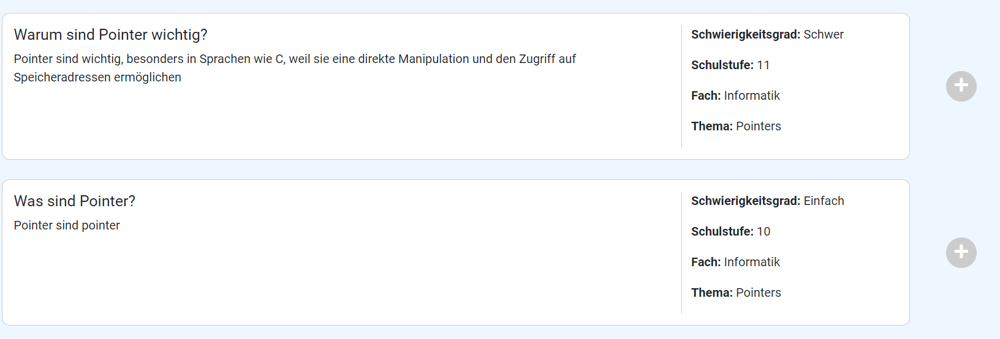 Warum sind Pointer wichtig?
Pointer sind wichtig, besonders in Sprachen wie C, weil sie eine direkte Manipulation und den Zugriff auf
Speicheradressen ermöglichen
Schwierigkeitsgrad: Schwer
Schulstufe: 11
Fach: Informatik
Thema: Pointers
Was sind Pointer?
Pointer sind pointer
Schwierigkeitsgrad: Einfach
Schulstufe: 10
Fach: Informatik
Thema: Pointers